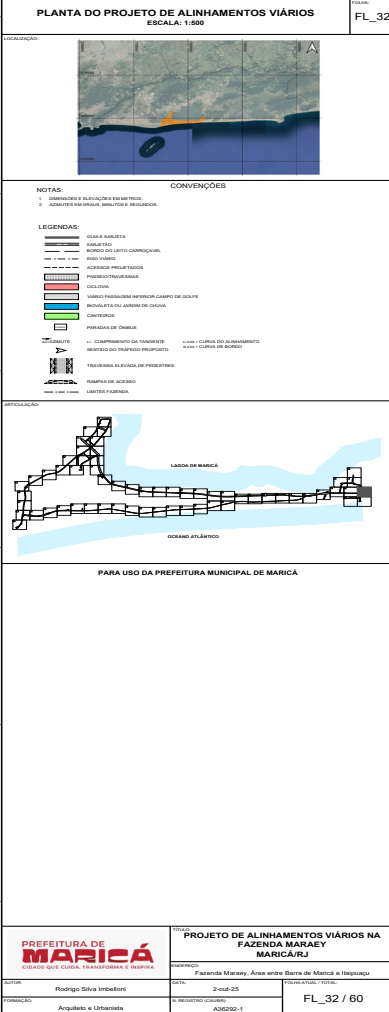 PLANTA DO PROJETO DE ALINHAMENTOS VIÁRIOS
ESCALA: 1:500
FOLHA:
FL_32
LOCALIZAÇÃO:
CONVENÇÕES
NOTAS:
1. DIMENSÕES E ELEVAÇÕES EM METROS;
2. AZIMUTES EM GRAUS, MINUTOS E SEGUNDOS.
LEGENDAS:
GUIA E SARJETA
SARJETÃO
BORDO DO LEITO CARROÇÁVEL
EIXO VIÁRIO
ACESSOS PROJETADOS
PASSEIO/TRAVESSIAS
CICLOVIA
VIÁRIO PASSAGEM INFERIOR CAMPO DE GOLFE
BIOVALETA OU JARDIM DE CHUVA
CANTEIROS
PARADAS DE ÔNIBUS
AZ=AZIMUTE L= COMPRIMENTO DA TANGENTE = CURVA DO ALINHAMENTO
= CURVA DE BORDO
SENTIDO DO TRÁFEGO PROPOSTO
TRAVESSIA ELEVADA DE PEDESTRES
RAMPAS DE ACESSO
LIMITES FAZENDA
ARTICULAÇÃO:
LAGOA DE MARICÁ
OCEANO ATLÂNTICO
PARA USO DA PREFEITURA MUNICIPAL DE MARICÁ
PREFEITURA DE
MARICÁ
CIDADE QUE CUIDA, TRANSFORMA E INSPIRA
TÍTULO:
PROJETO DE ALINHAMENTOS VIÁRIOS NA
FAZENDA MARAEY
MARICÁ/RJ
ENDEREÇO:
Fazenda Maraey, Área entre Barra de Maricá e Itaipuaçu
AUTOR:
Rodrigo Silva Imbelloni
DATA:
2-out-25
FOLHA ATUAL / TOTAL:
FL_32 / 60
FORMAÇÃO:
Arquiteto e Urbanista
N. REGISTRO (CAU/BR):
A36292-1